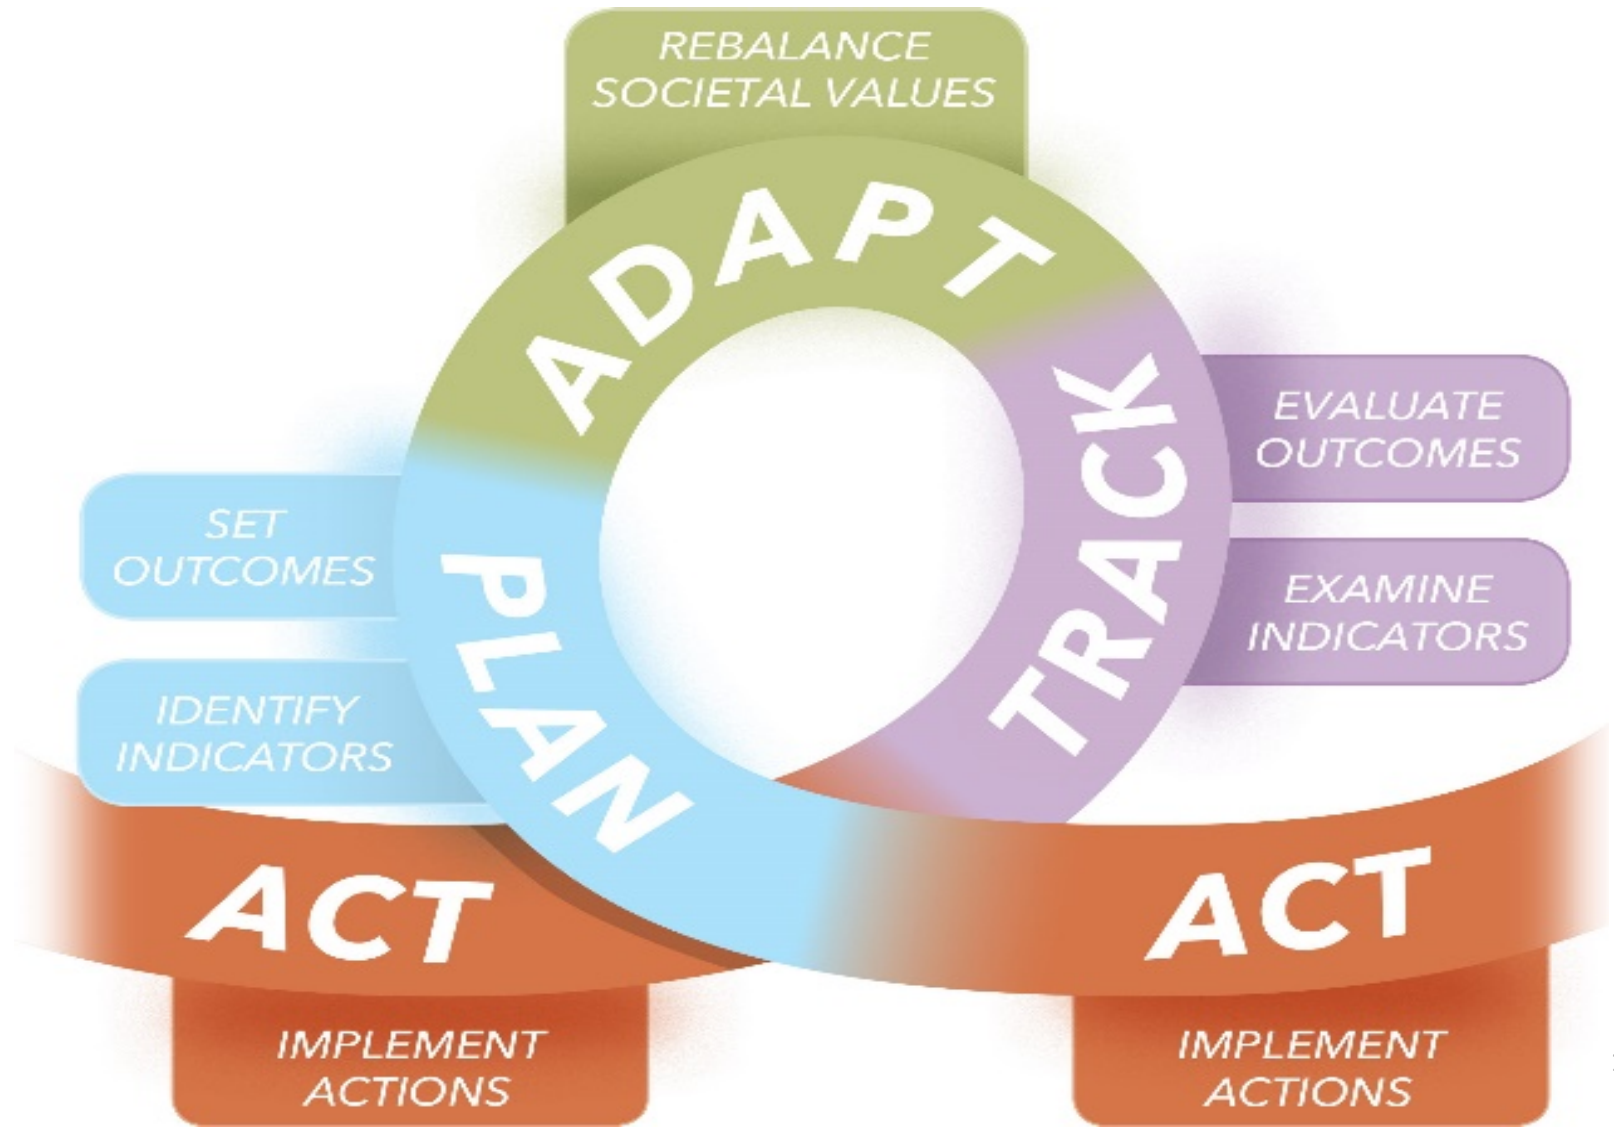 REBALANCE
SOCIETAL VALUES
ADAPT
TRACK
EVALUATE
OUTCOMES
EXAMINE
INDICATORS
SET
OUTCOMES
PLAN
IDENTIFY
INDICATORS
ACT
ACT
IMPLEMENT
ACTIONS
IMPLEMENT
ACTIONS